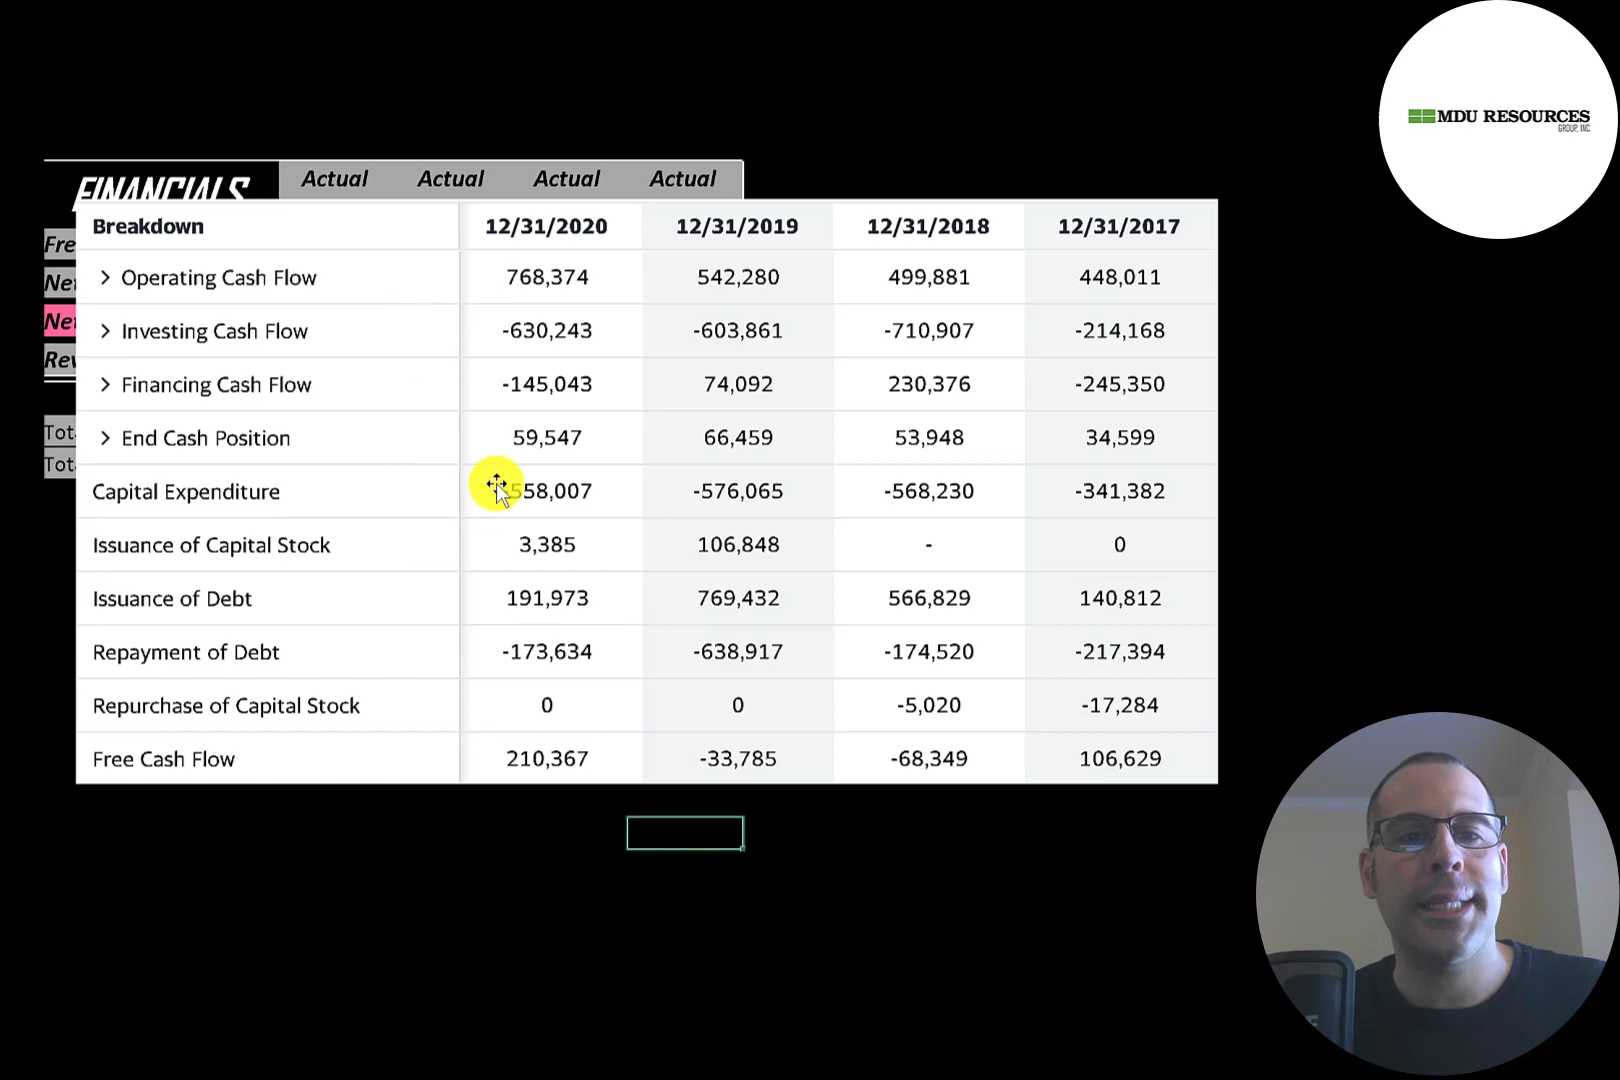 MDU RESOURCES
GROUP, INC.
FINANCIALS Actual Actual Actual Actual
Breakdown 12/31/2020 12/31/2019 12/31/2018 12/31/2017
> Operating Cash Flow 768,374 542,280 499,881 448,011
> Investing Cash Flow -630,243 -603,861 -710,907 -214,168
> Financing Cash Flow -145,043 74,092 230,376 -245,350
> End Cash Position 59,547 66,459 53,948 34,599
Capital Expenditure -558,007 -576,065 -568,230 -341,382
Issuance of Capital Stock 3,385 106,848 - 0
Issuance of Debt 191,973 769,432 566,829 140,812
Repayment of Debt -173,634 -638,917 -174,520 -217,394
Repurchase of Capital Stock 0 0 -5,020 -17,284
Free Cash Flow 210,367 -33,785 -68,349 106,629